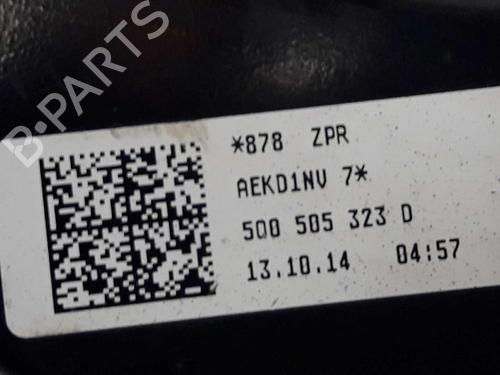 B-PARTS
*878 ZPR
AEKD1NV 7*
500 505 323 D
13.10.14 04:57